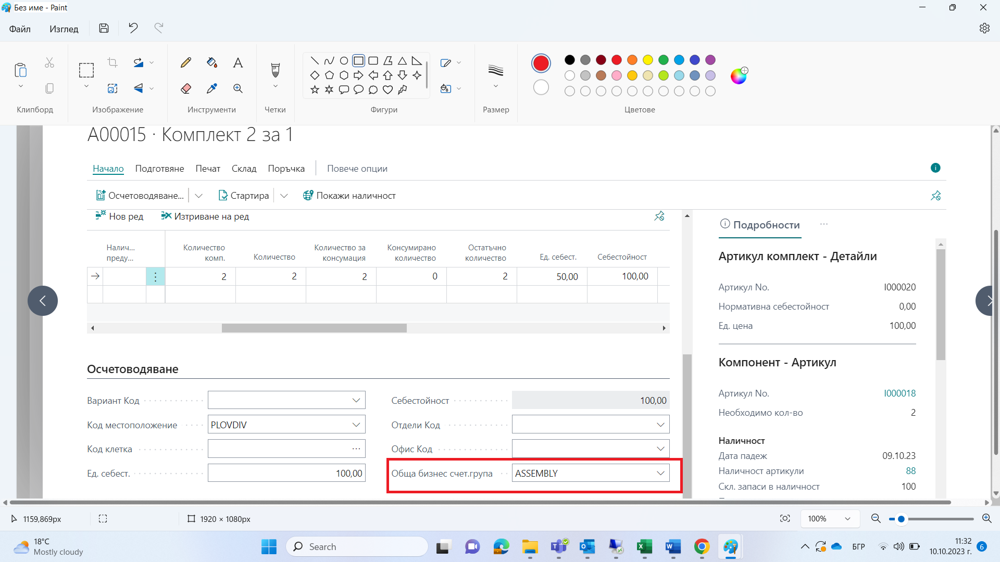 Без име - Paint
Файл
Изглед
Клипборд
Изображение
Инструменти
Четки
Фигури
Размер
Цветове
A00015 · Комплект 2 за 1
Начало
Подготвяне
Печат
Склад
Поръчка
Повече опции
Осчетоводяване...
Стартира
Покажи наличност
Нов ред
Изтриване на ред
Налич...
преду...
Количество
комп.
Количество
Количество за
консумация
Консумирано
количество
Остатъчно
количество
Ед. себест.
Себестойност
2 2 2 0 2 50,00 100,00
Осчетоводяване
Вариант Код
Код местоположение PLOVDIV
Код клетка
Ед. себест. 100,00
Себестойност 100,00
Отдели Код
Офис Код
Обща бизнес счет.група ASSEMBLY
Подробности
Артикул комплект - Детайли
Артикул No. I000020
Нормативна себестойност 0,00
Ед. цена 100,00
Компонент - Артикул
Артикул No. I000018
Необходимо кол-во 2
Наличност
Дата падеж 09.10.23
Наличност артикули 88
Скл. запаси в наличност 100
1159,869px
1920 × 1080px
100%
18°C
Mostly cloudy
Search
БГР
11:32
10.10.2023 г.
6